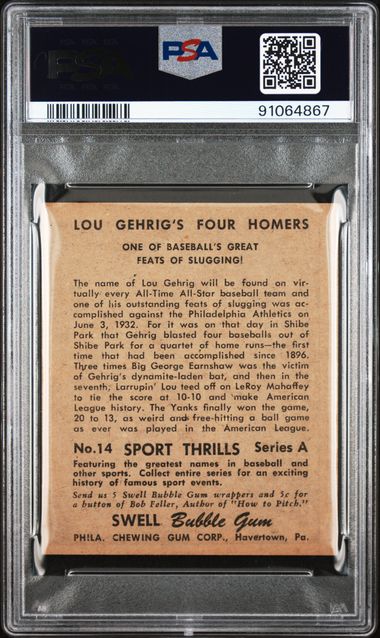 PSA
PSA
91064867
LOU GEHRIG'S FOUR HOMERS
ONE OF BASEBALL'S GREAT
FEATS OF SLUGGING!
The name of Lou Gehrig will be found on vir-
tually every All-Time All-Star baseball team and
one of his outstanding feats of slugging was ac-
complished against the Philadelphia Athletics on
June 3, 1932. For it was on that day in Shibe
Park that Gehrig blasted four baseballs out of
Shibe Park for a quartet of home runs—the first
time that had been accomplished since 1896.
Three times Big George Earnshaw was the victim
of Gehrig's dynamite-laden bat, and then in the
seventh, Larrupin' Lou teed off on LeRoy Mahaffey
to tie the score at 10-10 and make American
League history. The Yanks finally won the game,
20 to 13, as weird and free-hitting a ball game
as ever was played in the American League.
No.14 SPORT THRILLS Series A
Featuring the greatest names in baseball and
other sports. Collect entire series for an exciting
history of famous sport events.
Send us 5 Swell Bubble Gum wrappers and 5c for
a button of Bob Feller, Author of "How to Pitch."
SWELL Bubble Gum
PHILA. CHEWING GUM CORP., Havertown, Pa.